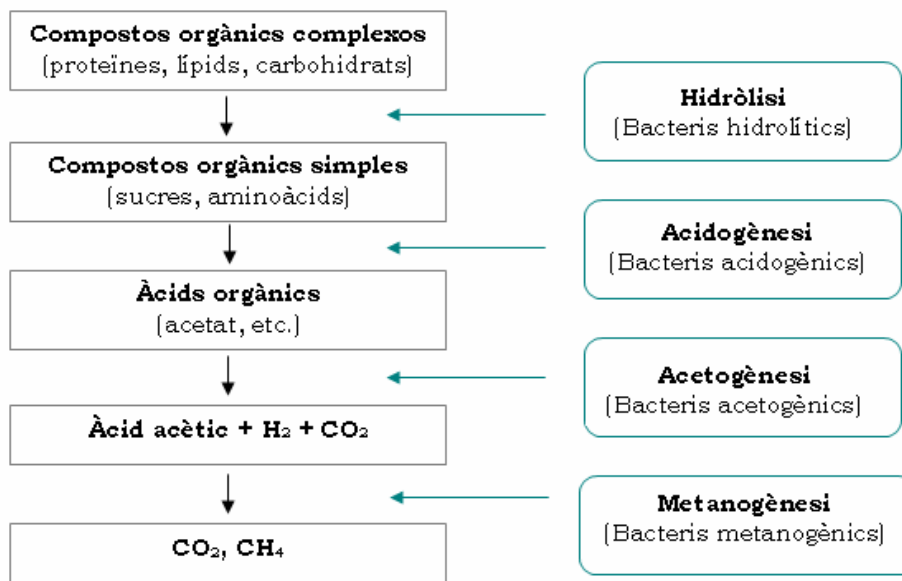 Compostos orgànics complexos
(proteïnes, lípids, carbohidrats)
Hidròlisi
(Bacteris hidrolítics)
Compostos orgànics simples
(sucres, aminoàcids)
Acidogènesi
(Bacteris acidogènics)
Àcids orgànics
(acetat, etc.)
Acetogènesi
(Bacteris acetogènics)
Àcid acètic + H₂ + CO₂
Metanogènesi
(Bacteris metanogènics)
CO₂, CH₄